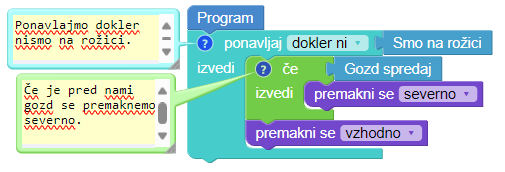 Program
Ponavljajmo dokler
nismo na rožici.
? ponavljaj dokler ni ▾ Smo na rožici
izvedi ? če Gozd spredaj
Če je pred nami
gozd se premaknemo
severno.
izvedi premakni se severno ▾
premakni se vzhodno ▾